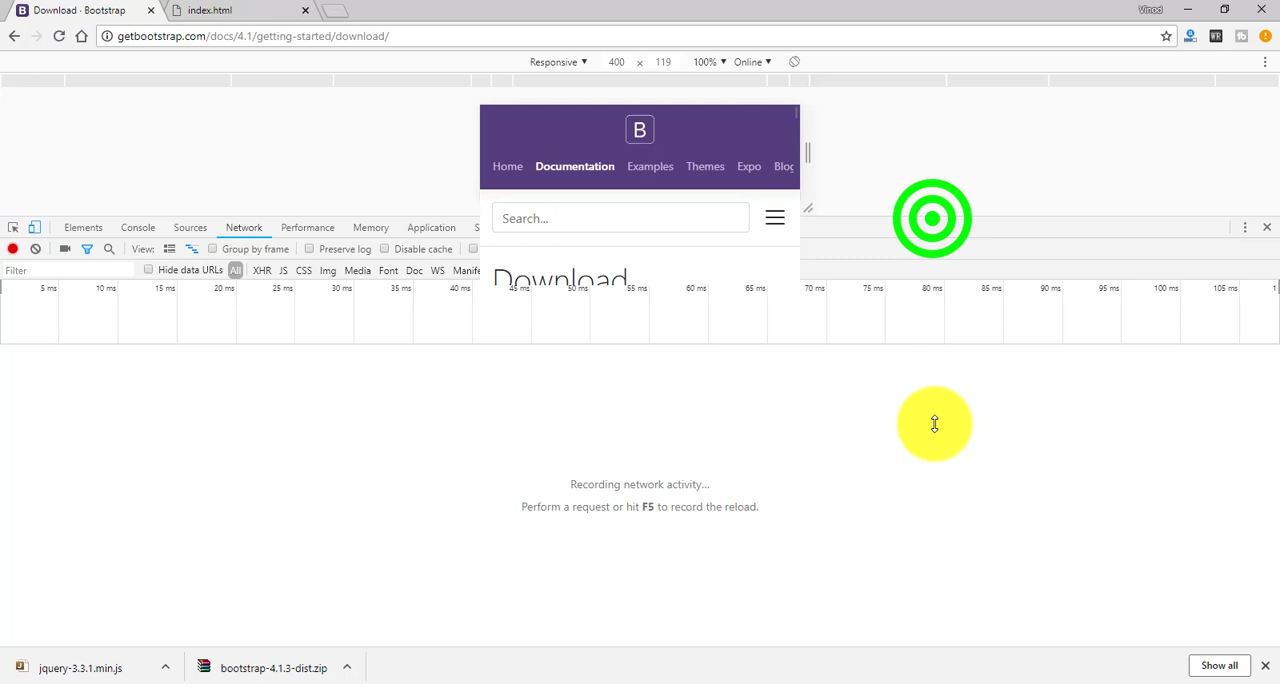 B Download · Bootstrap × index.html × Vinod
getbootstrap.com/docs/4.1/getting-started/download/ WR
Responsive ▼ 400 × 119 100% ▼ Online ▼
B
Home Documentation Examples Themes Expo Blog
Search...
Download
Elements Console Sources Network Performance Memory Application S
View: Group by frame Preserve log Disable cache
Filter Hide data URLs All XHR JS CSS Img Media Font Doc WS Manife
5 ms 10 ms 15 ms 20 ms 25 ms 30 ms 35 ms 40 ms 45 ms 50 ms 55 ms 60 ms 65 ms 70 ms 75 ms 80 ms 85 ms 90 ms 95 ms 100 ms 105 ms 1
Recording network activity...
Perform a request or hit F5 to record the reload.
jquery-3.3.1.min.js bootstrap-4.1.3-dist.zip Show all